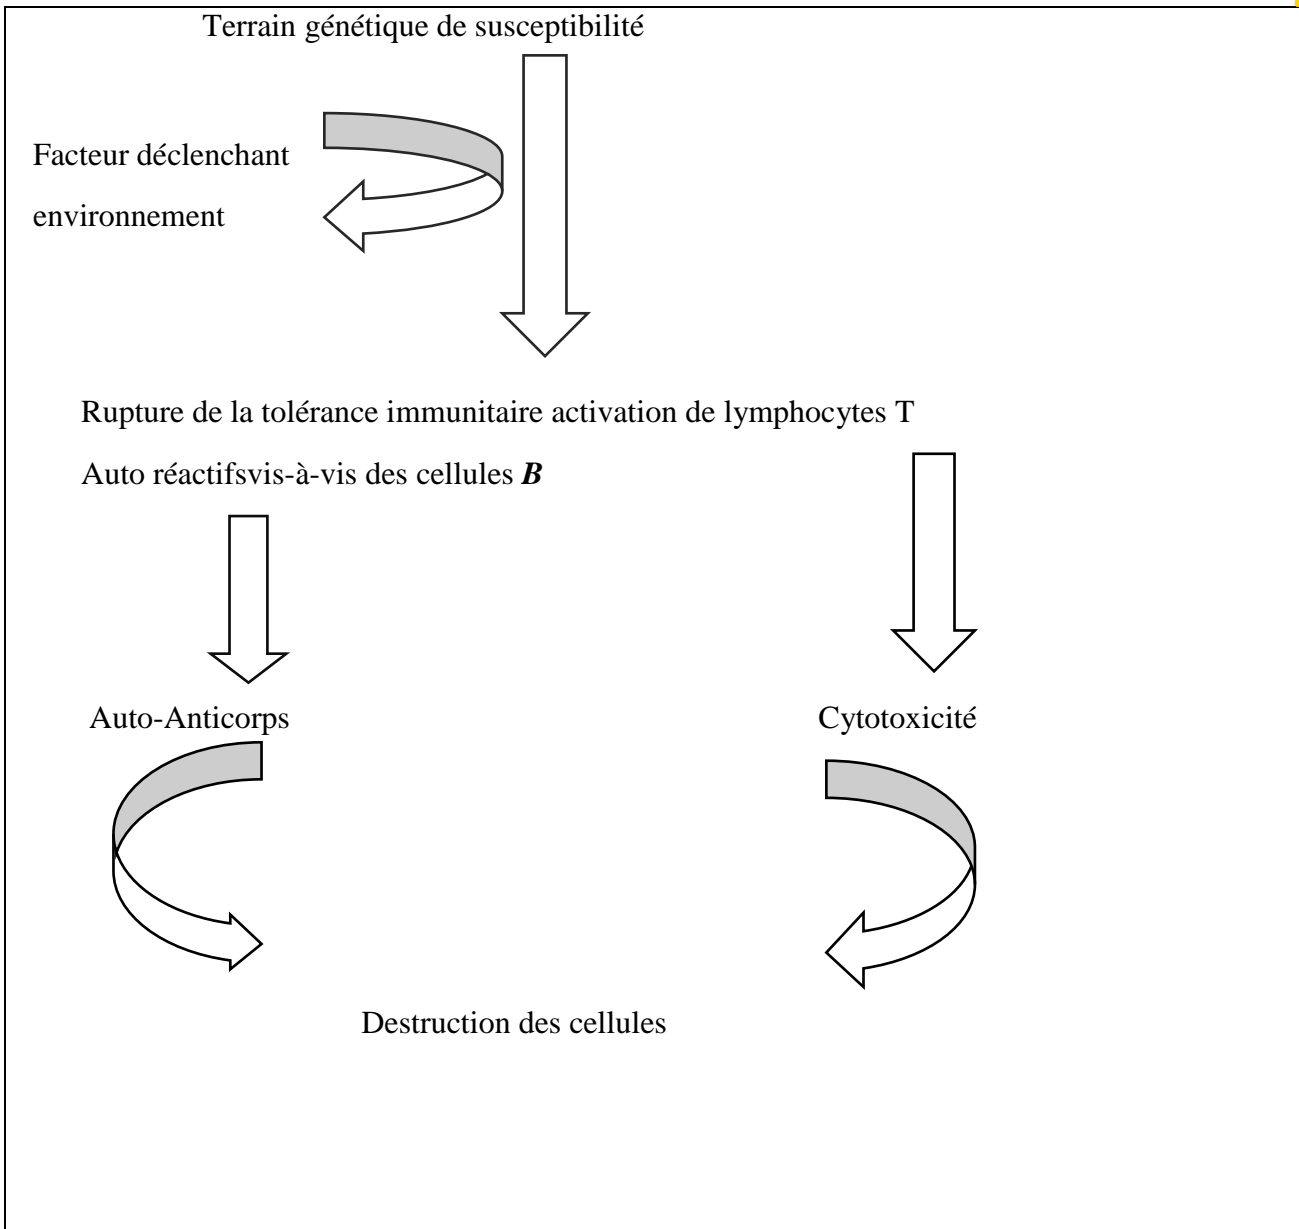 Terrain génétique de susceptibilité
Facteur déclenchant
environnement
Rupture de la tolérance immunitaire activation de lymphocytes T
Auto réactifsvis-à-vis des cellules B
Auto-Anticorps
Cytotoxicité
Destruction des cellules